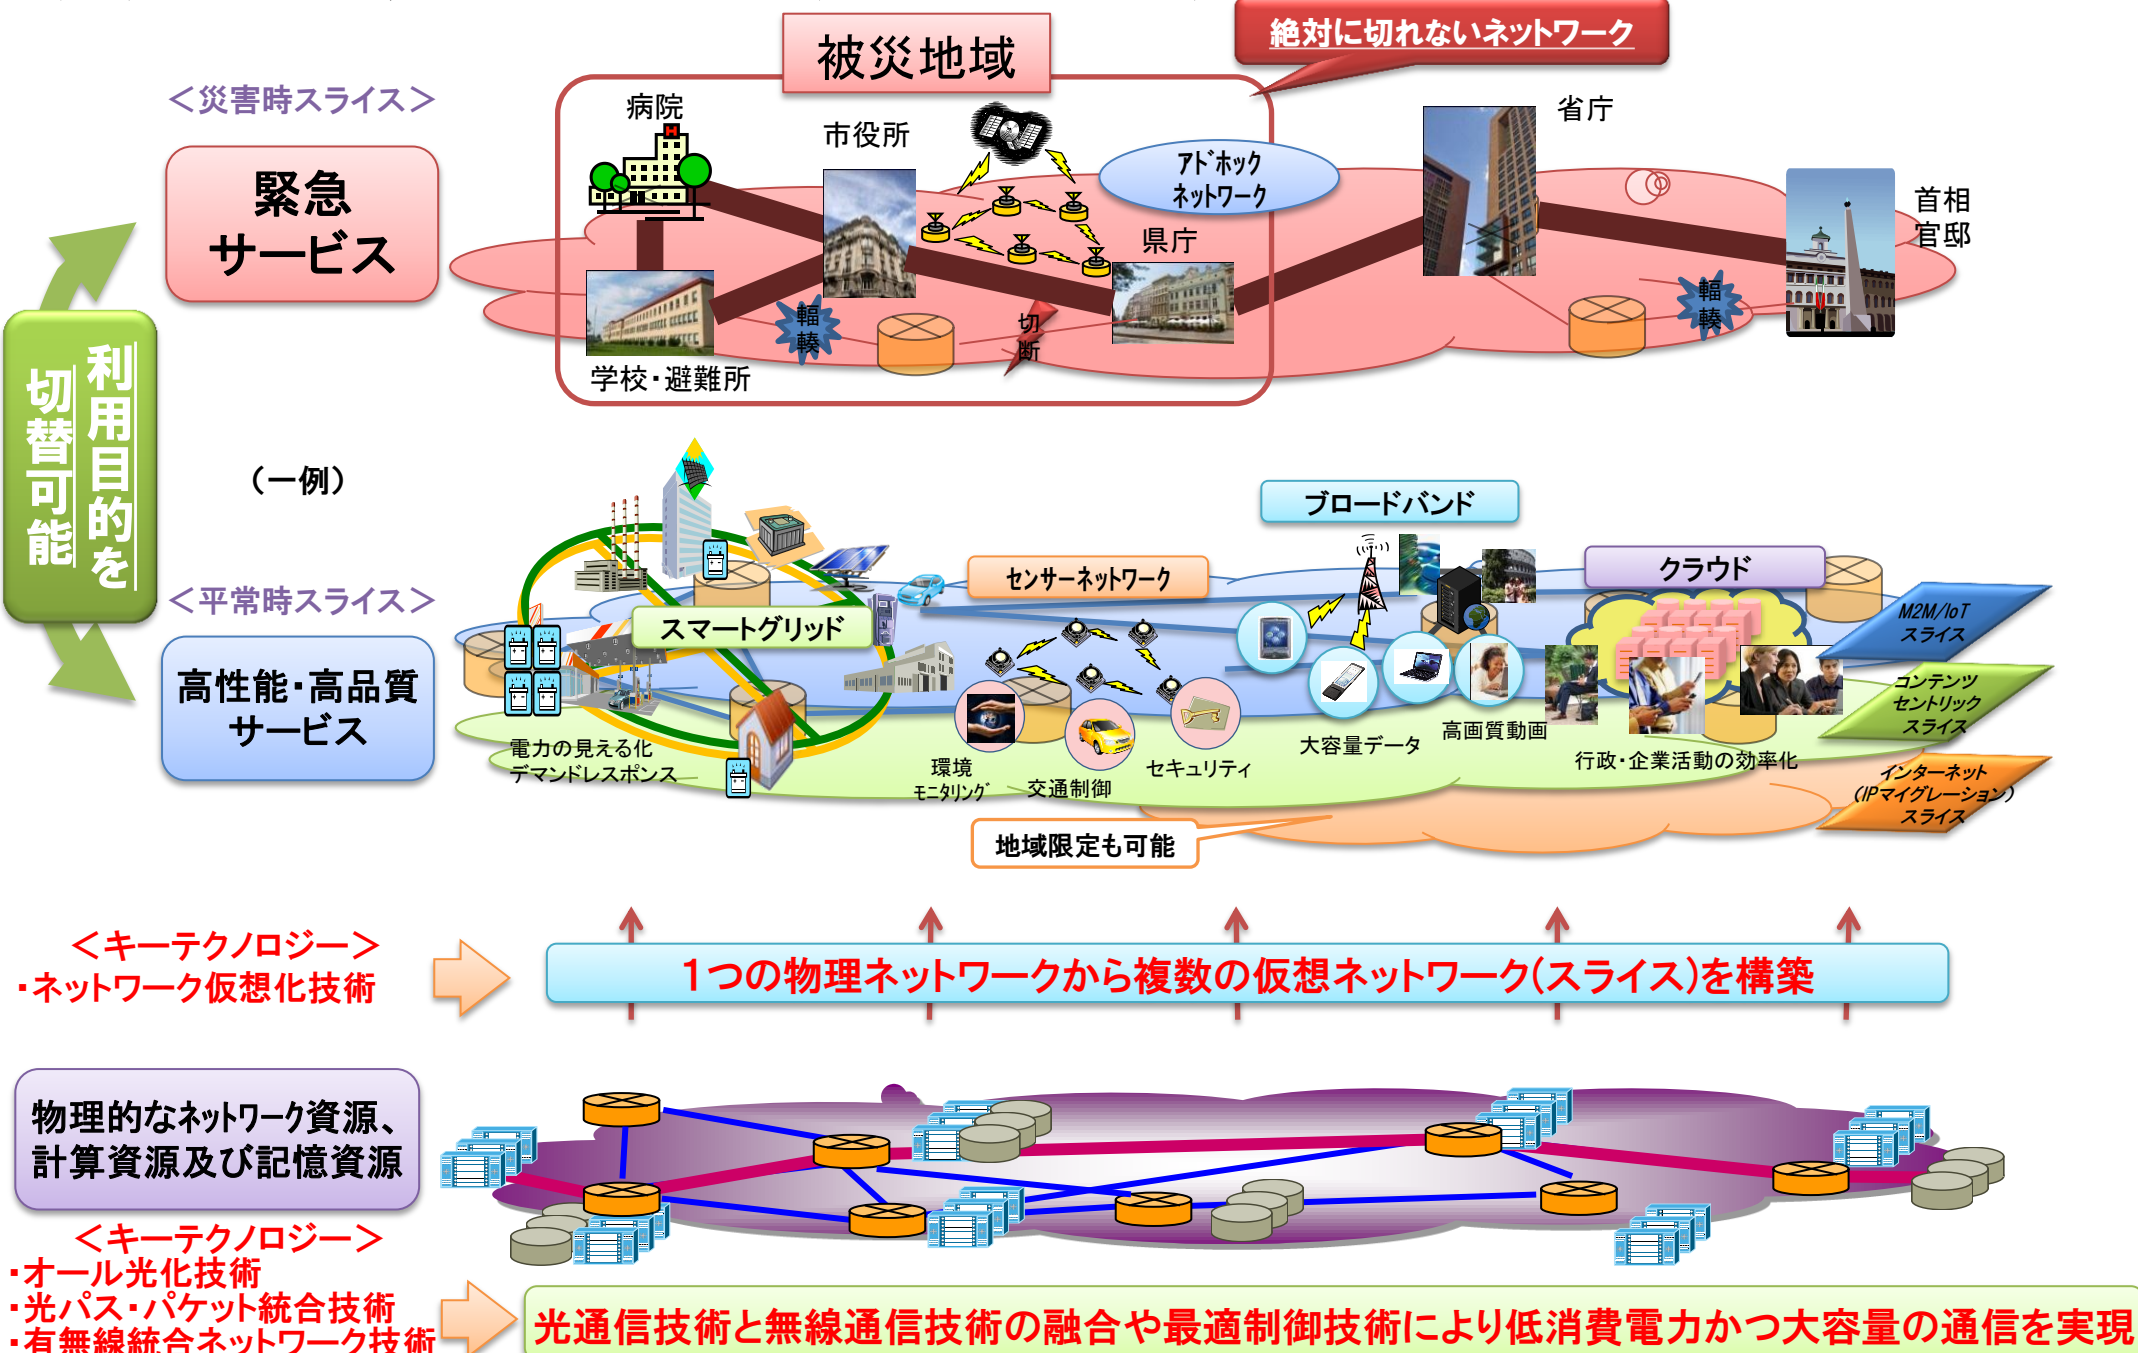 絶対に切れないネットワーク
被災地域
＜災害時スライス＞
緊急
サービス
病院
市役所
アドホック
ネットワーク
県庁
省庁
首相
官邸
学校・避難所
輻
輳
切
断
輻
輳
利用目的を
切替可能
（一例）
＜平常時スライス＞
高性能・高品質
サービス
ブロードバンド
センサーネットワーク
クラウド
スマートグリッド
M2M/IoT
スライス
コンテンツ
セントリック
スライス
インターネット
（IPマイグレーション）
スライス
電力の見える化
デマンドレスポンス
環境
モニタリング
交通制御
セキュリティ
大容量データ
高画質動画
行政・企業活動の効率化
地域限定も可能
＜キーテクノロジー＞
・ネットワーク仮想化技術
１つの物理ネットワークから複数の仮想ネットワーク(スライス)を構築
物理的なネットワーク資源、
計算資源及び記憶資源
＜キーテクノロジー＞
・オール光化技術
・光パス・パケット統合技術
・有無線統合ネットワーク技術
光通信技術と無線通信技術の融合や最適制御技術により低消費電力かつ大容量の通信を実現